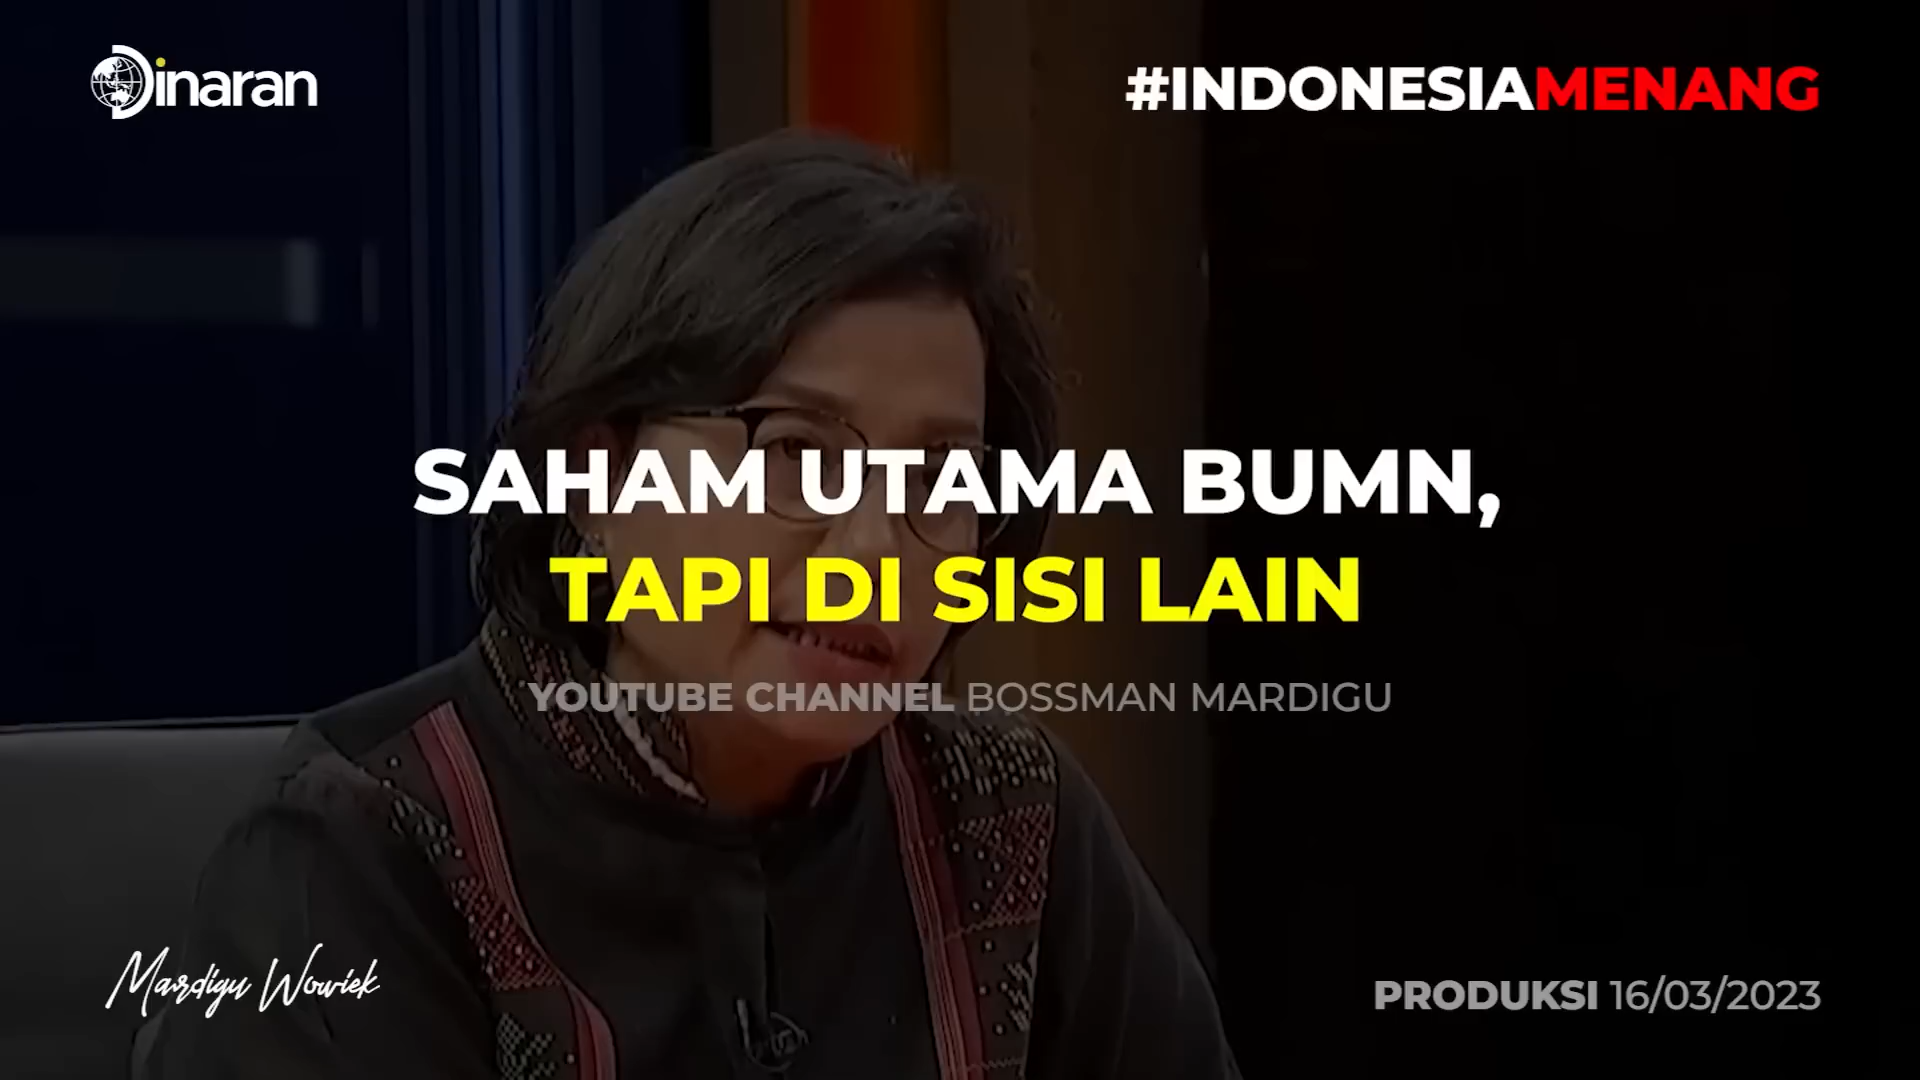 Dinaran
#INDONESIAMENANG
SAHAM UTAMA BUMN,
TAPI DI SISI LAIN
YOUTUBE CHANNEL BOSSMAN MARDIGU
Mardigu Wowiek
PRODUKSI 16/03/2023